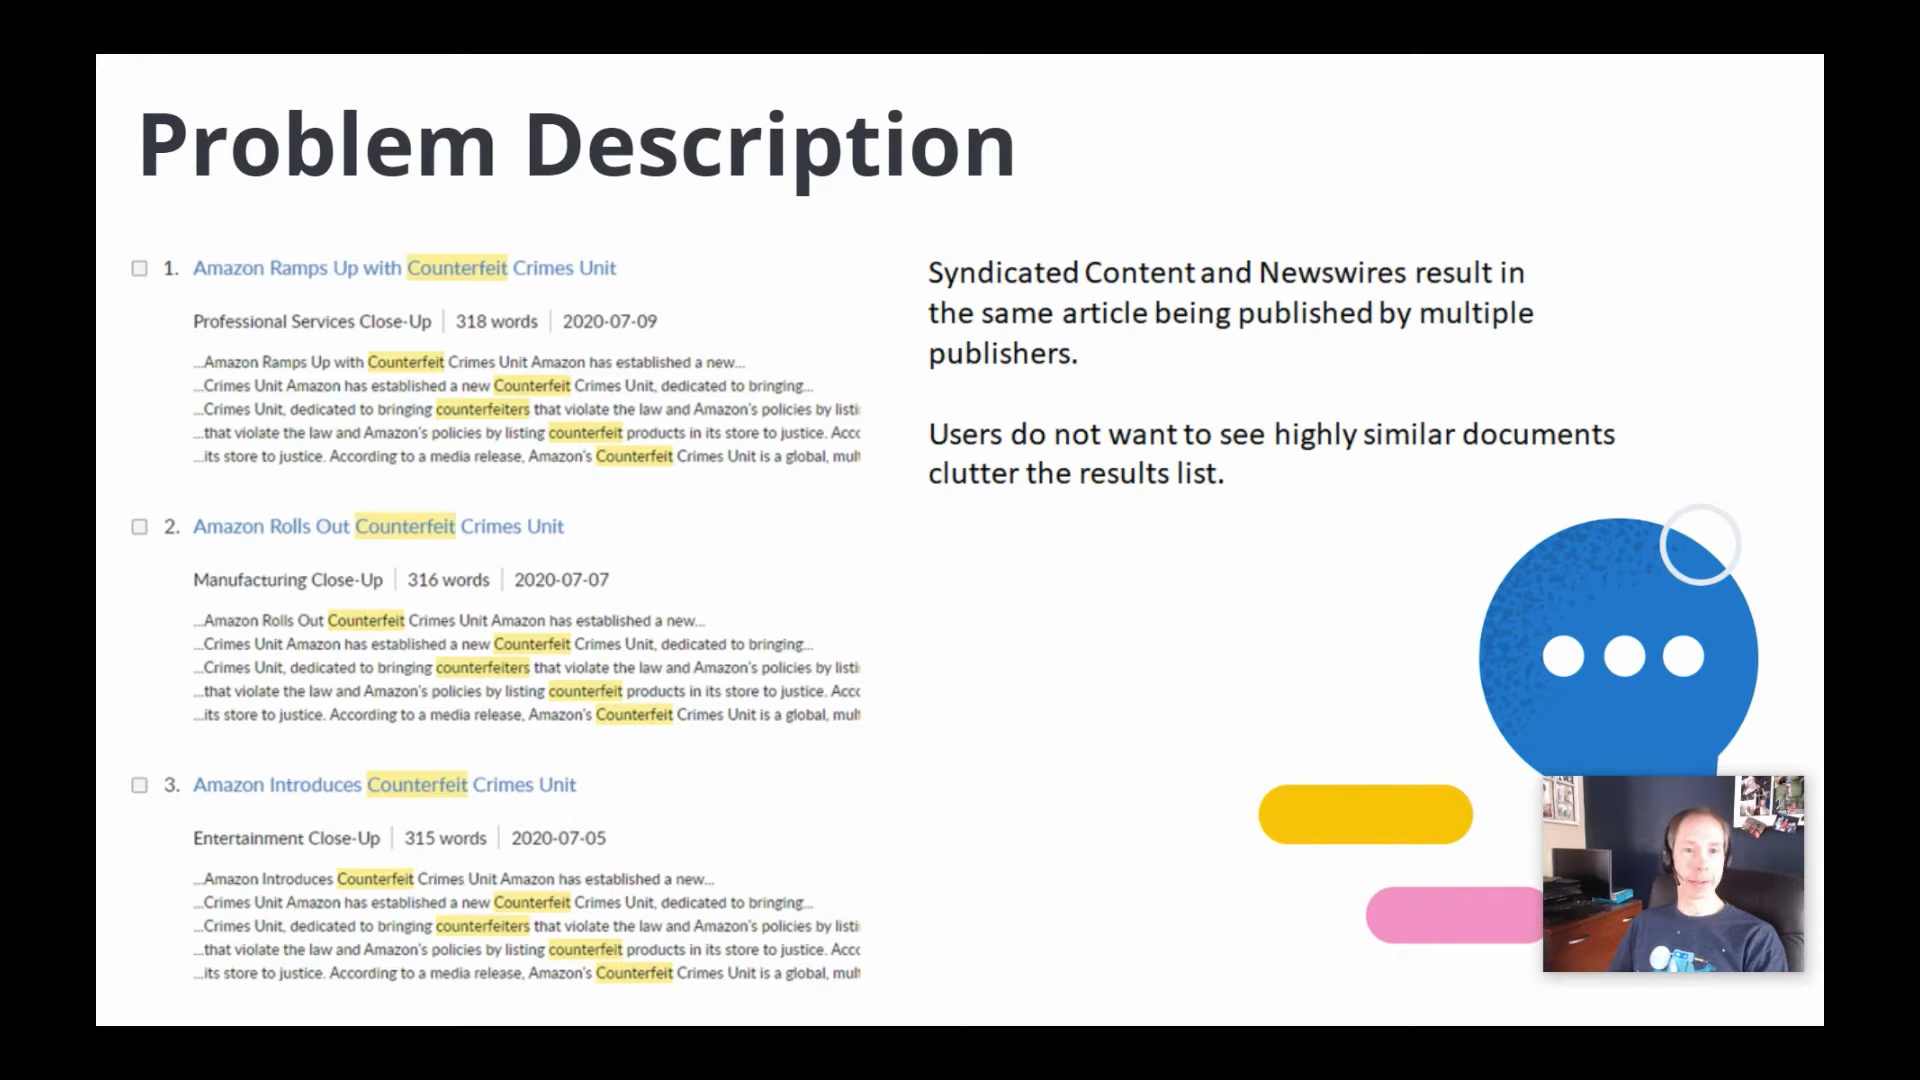 Problem Description
1. Amazon Ramps Up with Counterfeit Crimes Unit
Professional Services Close-Up | 318 words | 2020-07-09
...Amazon Ramps Up with Counterfeit Crimes Unit Amazon has established a new...
...Crimes Unit Amazon has established a new Counterfeit Crimes Unit, dedicated to bringing...
...Crimes Unit, dedicated to bringing counterfeiters that violate the law and Amazon's policies by listi
...that violate the law and Amazon's policies by listing counterfeit products in its store to justice. Acco
...its store to justice. According to a media release, Amazon's Counterfeit Crimes Unit is a global, mult
2. Amazon Rolls Out Counterfeit Crimes Unit
Manufacturing Close-Up | 316 words | 2020-07-07
...Amazon Rolls Out Counterfeit Crimes Unit Amazon has established a new...
...Crimes Unit Amazon has established a new Counterfeit Crimes Unit, dedicated to bringing...
...Crimes Unit, dedicated to bringing counterfeiters that violate the law and Amazon's policies by listi
...that violate the law and Amazon's policies by listing counterfeit products in its store to justice. Acco
...its store to justice. According to a media release, Amazon's Counterfeit Crimes Unit is a global, mult
3. Amazon Introduces Counterfeit Crimes Unit
Entertainment Close-Up | 315 words | 2020-07-05
...Amazon Introduces Counterfeit Crimes Unit Amazon has established a new...
...Crimes Unit Amazon has established a new Counterfeit Crimes Unit, dedicated to bringing...
...Crimes Unit, dedicated to bringing counterfeiters that violate the law and Amazon's policies by listi
...that violate the law and Amazon's policies by listing counterfeit products in its store to justice. Acco
...its store to justice. According to a media release, Amazon's Counterfeit Crimes Unit is a global, mult
Syndicated Content and Newswires result in
the same article being published by multiple
publishers.
Users do not want to see highly similar documents
clutter the results list.